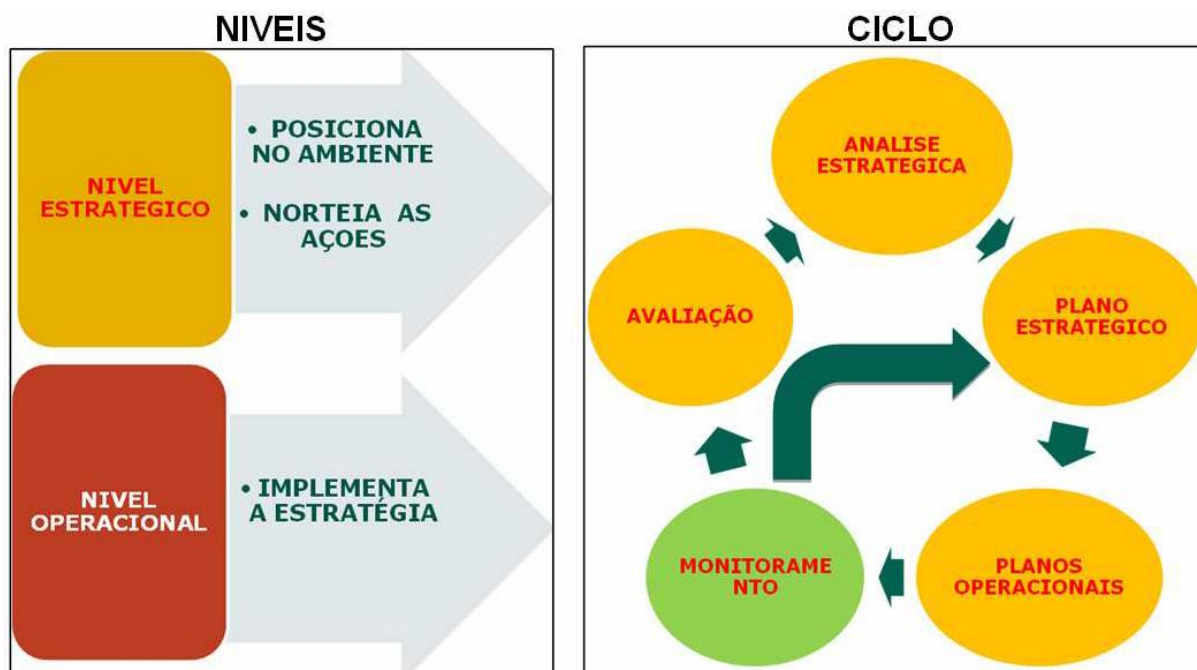 NIVEIS
NIVEL
ESTRATEGICO
• POSICIONA
NO AMBIENTE
• NORTEIA AS
AÇOES
NIVEL
OPERACIONAL
• IMPLEMENTA
A ESTRATÉGIA
CICLO
ANALISE
ESTRATEGICA
PLANO
ESTRATEGICO
PLANOS
OPERACIONAIS
MONITORAME
NTO
AVALIAÇÃO